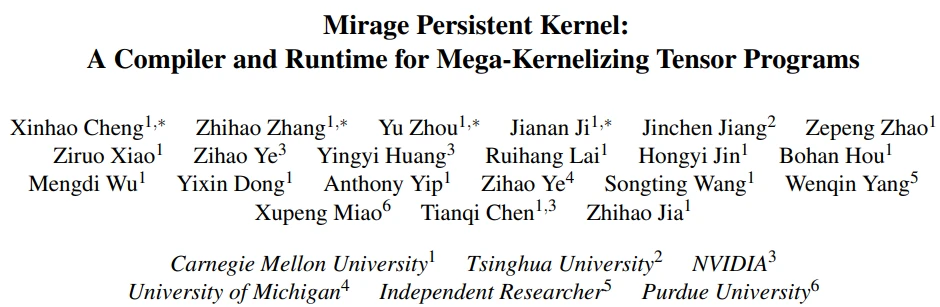 Mirage Persistent Kernel:
A Compiler and Runtime for Mega-Kernelizing Tensor Programs
Xinhao Cheng1,∗ Zhihao Zhang1,∗ Yu Zhou1,∗ Jianan Ji1,∗ Jinchen Jiang2 Zepeng Zhao1
Ziruo Xiao1 Zihao Ye3 Yingyi Huang3 Ruihang Lai1 Hongyi Jin1 Bohan Hou1
Mengdi Wu1 Yixin Dong1 Anthony Yip1 Zihao Ye4 Songting Wang1 Wenqin Yang5
Xupeng Miao6 Tianqi Chen1,3 Zhihao Jia1
Carnegie Mellon University1 Tsinghua University2 NVIDIA3
University of Michigan4 Independent Researcher5 Purdue University6